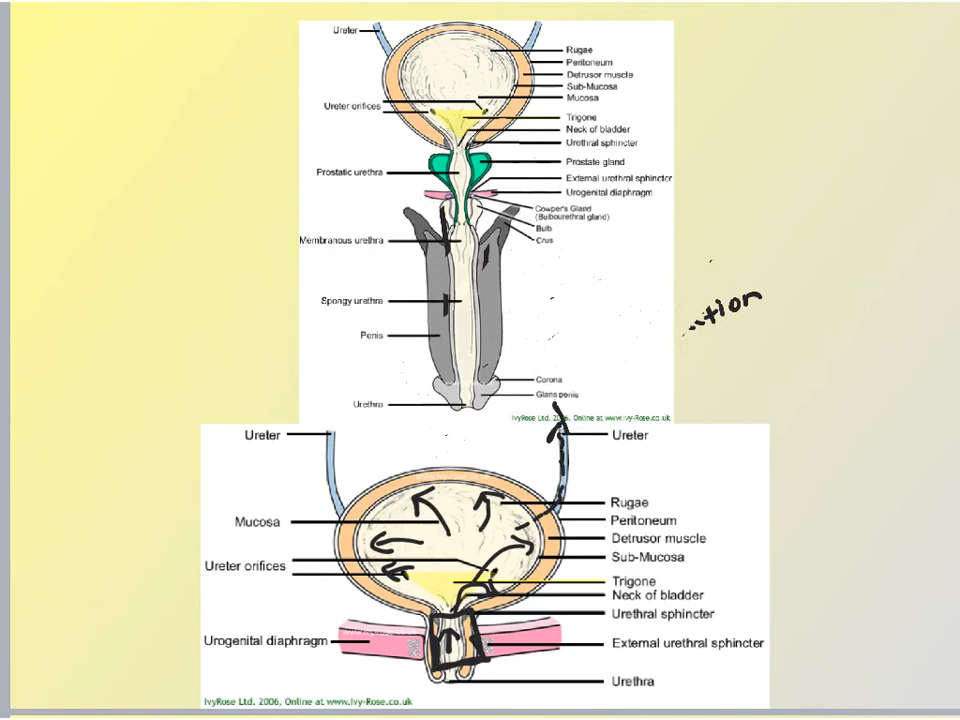 Ureter
Rugae
Peritoneum
Detrusor muscle
Sub-Mucosa
Mucosa
Ureter orifices
Trigone
Neck of bladder
Urethral sphincter
Prostate gland
Prostatic urethra
External urethral sphincter
Urogenital diaphragm
Cowper's Gland
(Bulbourethral gland)
Bulb
Membranous urethra
Crus
Spongy urethra
tion
Penis
Corona
Glans penis
Urethra
IvyRose Ltd. 2006, Online at www.Ivy-Rose.co.uk
Ureter
Ureter
Rugae
Mucosa
Peritoneum
Detrusor muscle
Sub-Mucosa
Ureter orifices
Trigone
Neck of bladder
Urethral sphincter
Urogenital diaphragm
External urethral sphincter
Urethra
IvyRose Ltd. 2006, Online at www.Ivy-Rose.co.uk